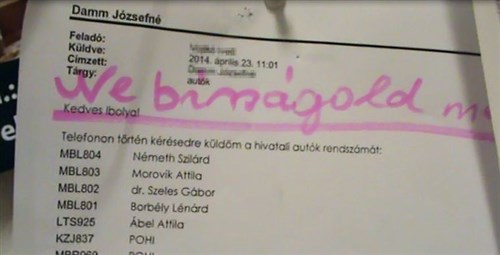 Damm Józsefné
Feladó:
Küldve: 2014. április 23. 11:01
Címzett:
Tárgy: autók
Ne bírságold m
Kedves Ibolya!
Telefonon történ kérésedre küldöm a hivatali autók rendszámát:
MBL804 Németh Szilárd
MBL803 Morovik Attila
MBL802 dr. Szeles Gábor
MBL801 Borbély Lénárd
LTS925 Ábel Attila
KZJ837 POHI